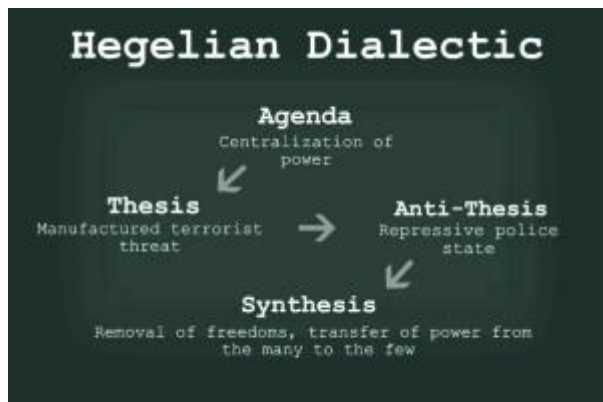 Hegelian Dialectic
Agenda
Centralization of
power
Thesis
Manufactured terrorist
threat
Anti-Thesis
Repressive police
state
Synthesis
Removal of freedoms, transfer of power from
the many to the few